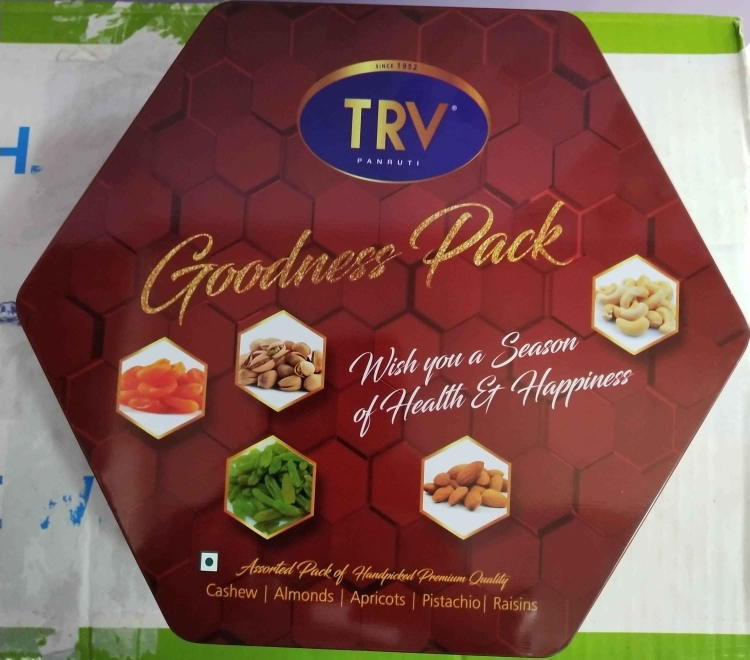 SINCE 1952
TRV®
PANRUTI
Goodness Pack
Wish you a Season
of Health & Happiness
Assorted Pack of Handpicked Premium Quality
Cashew | Almonds | Apricots | Pistachio | Raisins
H.